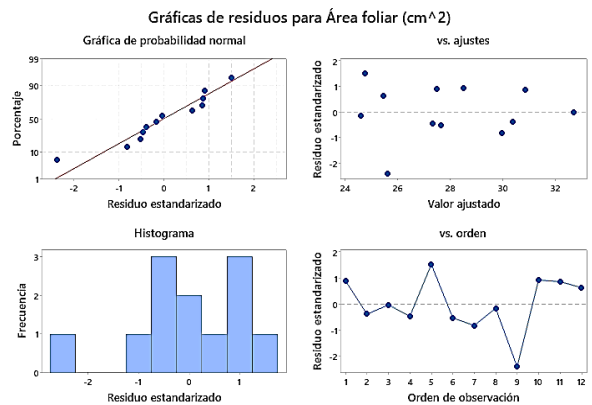 Gráficas de residuos para Área foliar (cm^2)
Gráfica de probabilidad normal
99
90
50
10
1
Porcentaje
-2 -1 0 1 2
Residuo estandarizado
vs. ajustes
2
1
0
-1
-2
Residuo estandarizado
24 26 28 30 32
Valor ajustado
Histograma
3
2
1
0
Frecuencia
-2 -1 0 1
Residuo estandarizado
vs. orden
2
1
0
-1
-2
Residuo estandarizado
1 2 3 4 5 6 7 8 9 10 11 12
Orden de observación